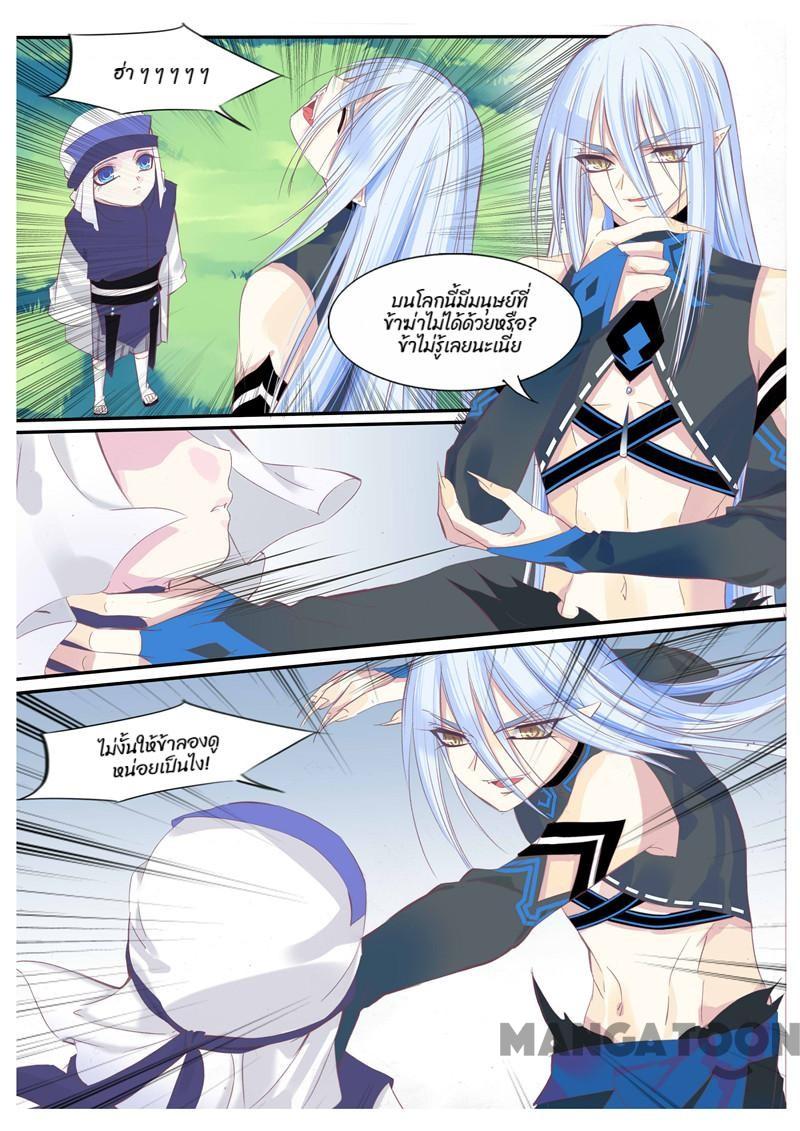 ฮ่า ๆ ๆ ๆ ๆ ๆ
บนโลกนี้มีมนุษย์ที่
ข้าฆ่าไม่ได้ด้วยหรือ?
ข้าไม่รู้เลยนะเนี่ย
ไม่งั้นให้ข้าลองดู
หน่อยเป็นไง!
MANGATOON